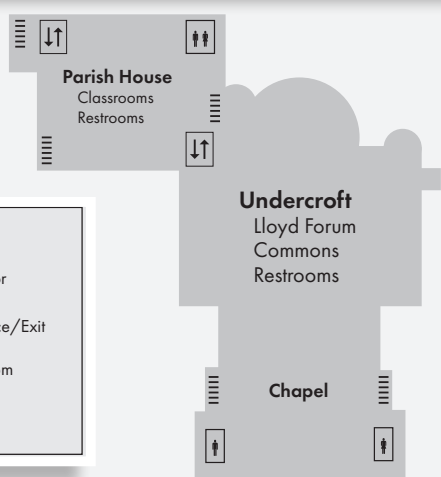 Parish House
Classrooms
Restrooms
Undercroft
Lloyd Forum
Commons
Restrooms
Chapel
/Exit